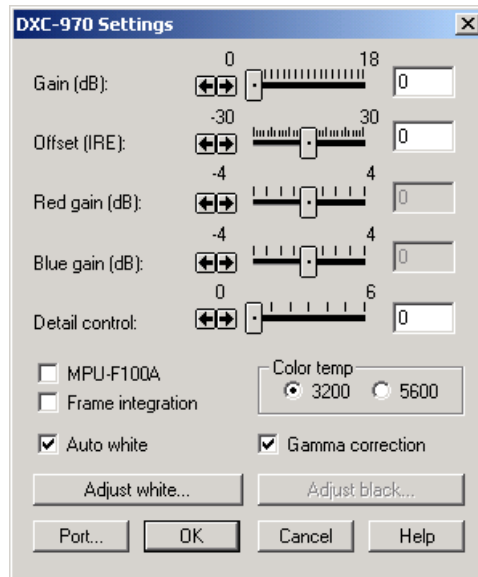 DXC-970 Settings
0 18
Gain (dB): 0
-30 30
Offset (IRE): 0
-4 4
Red gain (dB): 0
-4 4
Blue gain (dB): 0
0 6
Detail control: 0
MPU-F100A
Frame integration
Color temp
3200 5600
Auto white
Gamma correction
Adjust white... Adjust black...
Port... OK Cancel Help